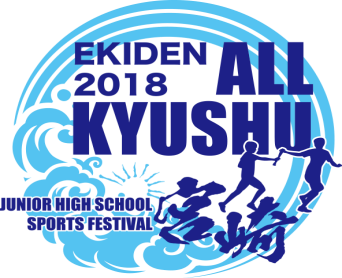 EKIDEN
2018
ALL
KYUSHU
JUNIOR HIGH SCHOOL
SPORTS FESTIVAL
宮崎